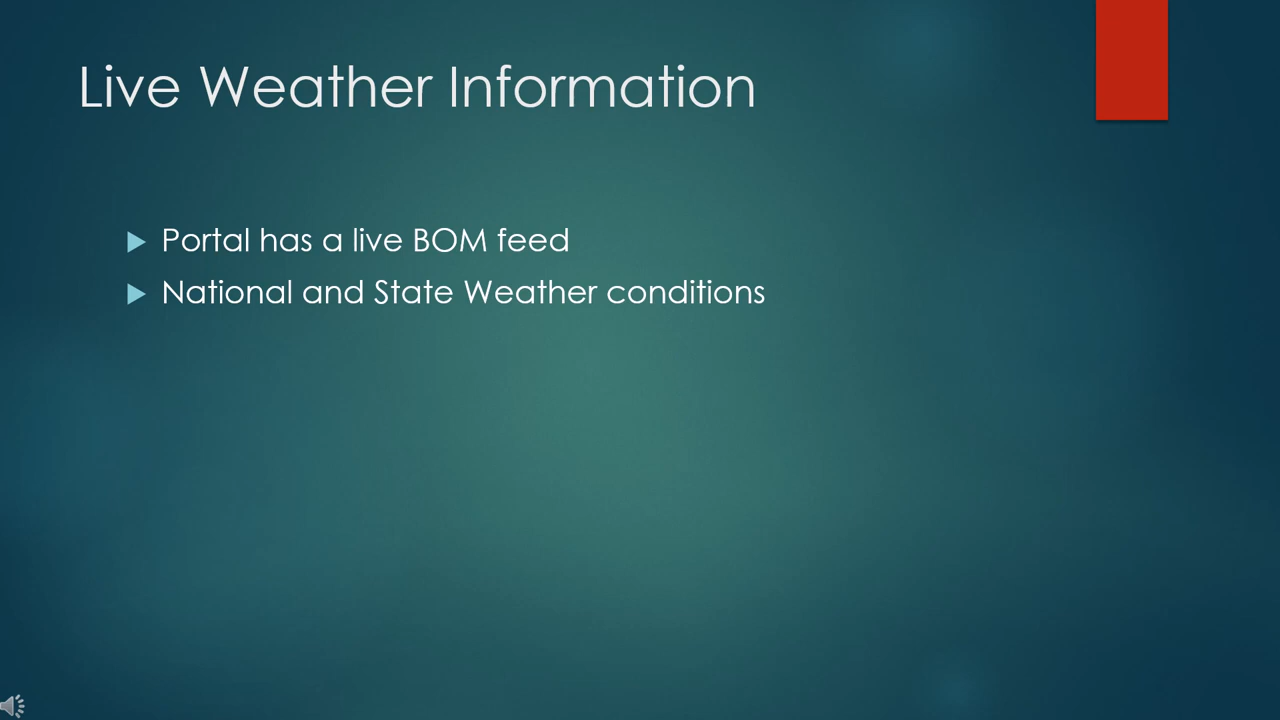 Live Weather Information
Portal has a live BOM feed
National and State Weather conditions